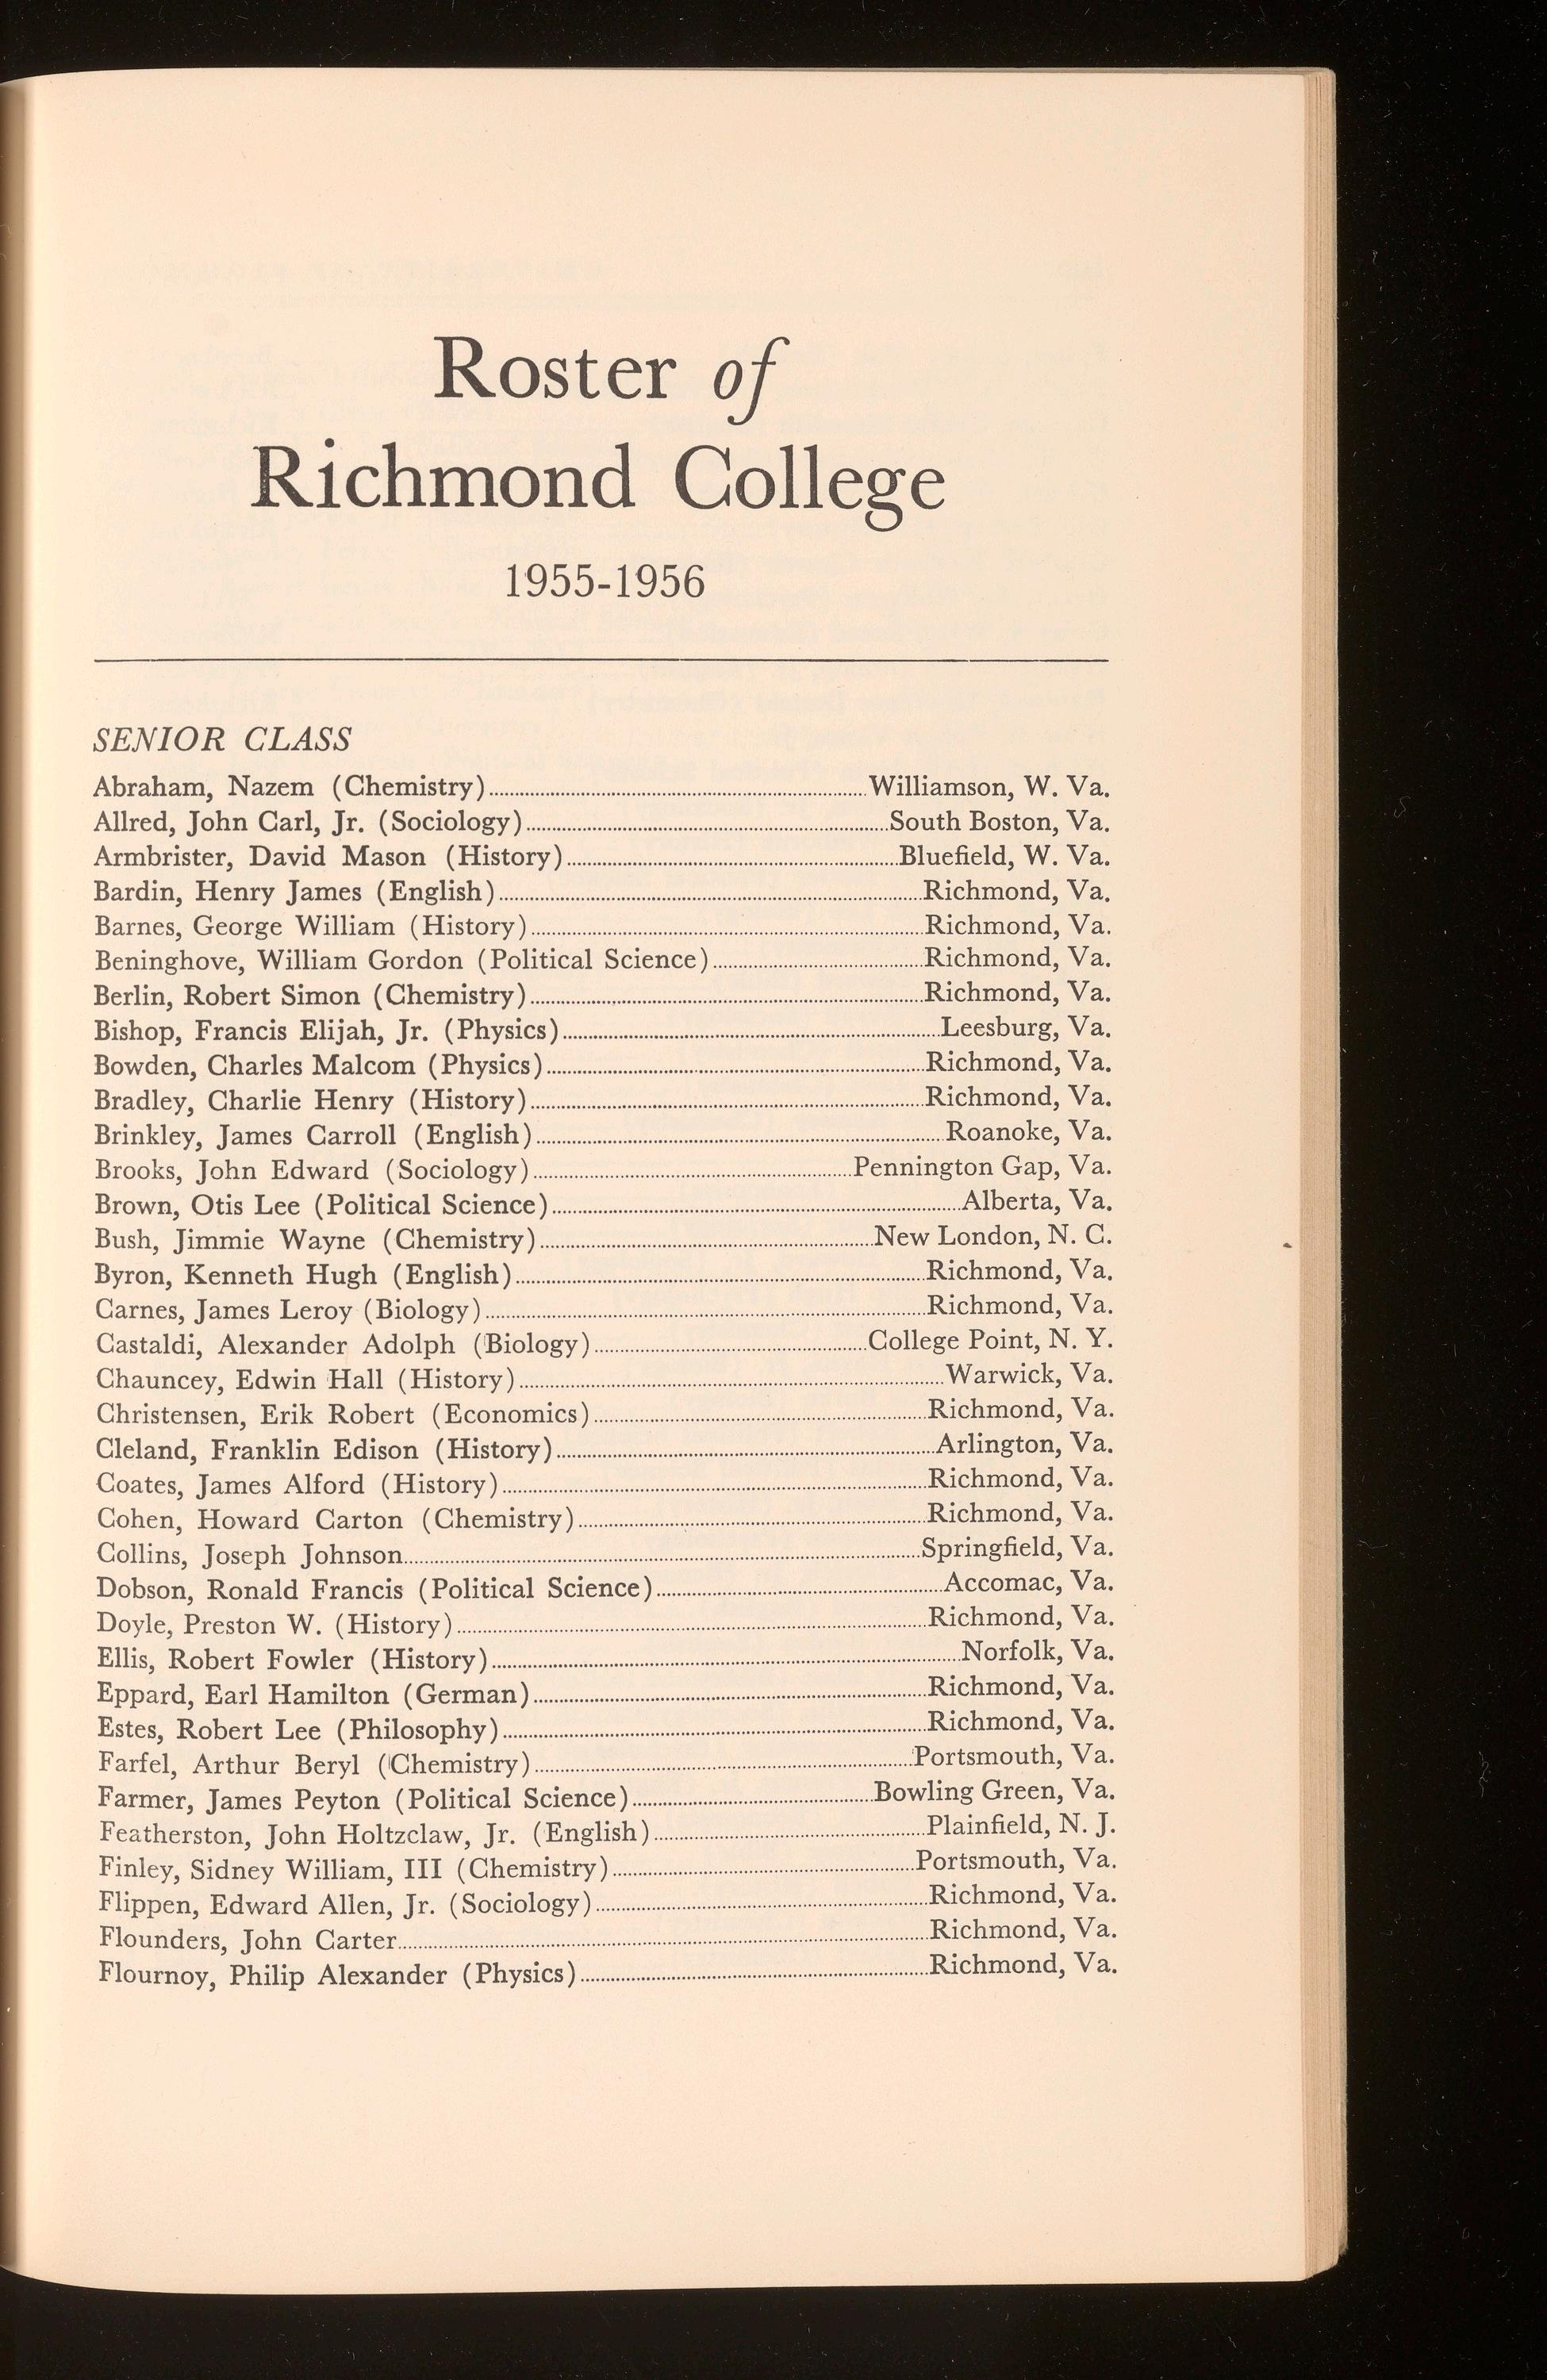 Roster of
Richmond College
1955-1956
SENIOR CLASS
Abraham, Nazem (Chemistry)........Williamson, W. Va.
Allred, John Carl, Jr. (Sociology)........South Boston, Va.
Armbrister, David Mason (History)........Bluefield, W. Va.
Bardin, Henry James (English)........Richmond, Va.
Barnes, George William (History)........Richmond, Va.
Beninghove, William Gordon (Political Science)........Richmond, Va.
Berlin, Robert Simon (Chemistry)........Richmond, Va.
Bishop, Francis Elijah, Jr. (Physics)........Leesburg, Va.
Bowden, Charles Malcom (Physics)........Richmond, Va.
Bradley, Charlie Henry (History)........Richmond, Va.
Brinkley, James Carroll (English)........Roanoke, Va.
Brooks, John Edward (Sociology)........Pennington Gap, Va.
Brown, Otis Lee (Political Science)........Alberta, Va.
Bush, Jimmie Wayne (Chemistry)........New London, N. C.
Byron, Kenneth Hugh (English)........Richmond, Va.
Carnes, James Leroy (Biology)........Richmond, Va.
Castaldi, Alexander Adolph (Biology)........College Point, N. Y.
Chauncey, Edwin Hall (History)........Warwick, Va.
Christensen, Erik Robert (Economics)........Richmond, Va.
Cleland, Franklin Edison (History)........Arlington, Va.
Coates, James Alford (History)........Richmond, Va.
Cohen, Howard Carton (Chemistry)........Richmond, Va.
Collins, Joseph Johnson........Springfield, Va.
Dobson, Ronald Francis (Political Science)........Accomac, Va.
Doyle, Preston W. (History)........Richmond, Va.
Ellis, Robert Fowler (History)........Norfolk, Va.
Eppard, Earl Hamilton (German)........Richmond, Va.
Estes, Robert Lee (Philosophy)........Richmond, Va.
Farfel, Arthur Beryl (Chemistry)........Portsmouth, Va.
Farmer, James Peyton (Political Science)........Bowling Green, Va.
Featherston, John Holtzclaw, Jr. (English)........Plainfield, N. J.
Finley, Sidney William, III (Chemistry)........Portsmouth, Va.
Flippen, Edward Allen, Jr. (Sociology)........Richmond, Va.
Flounders, John Carter........Richmond, Va.
Flournoy, Philip Alexander (Physics)........Richmond, Va.